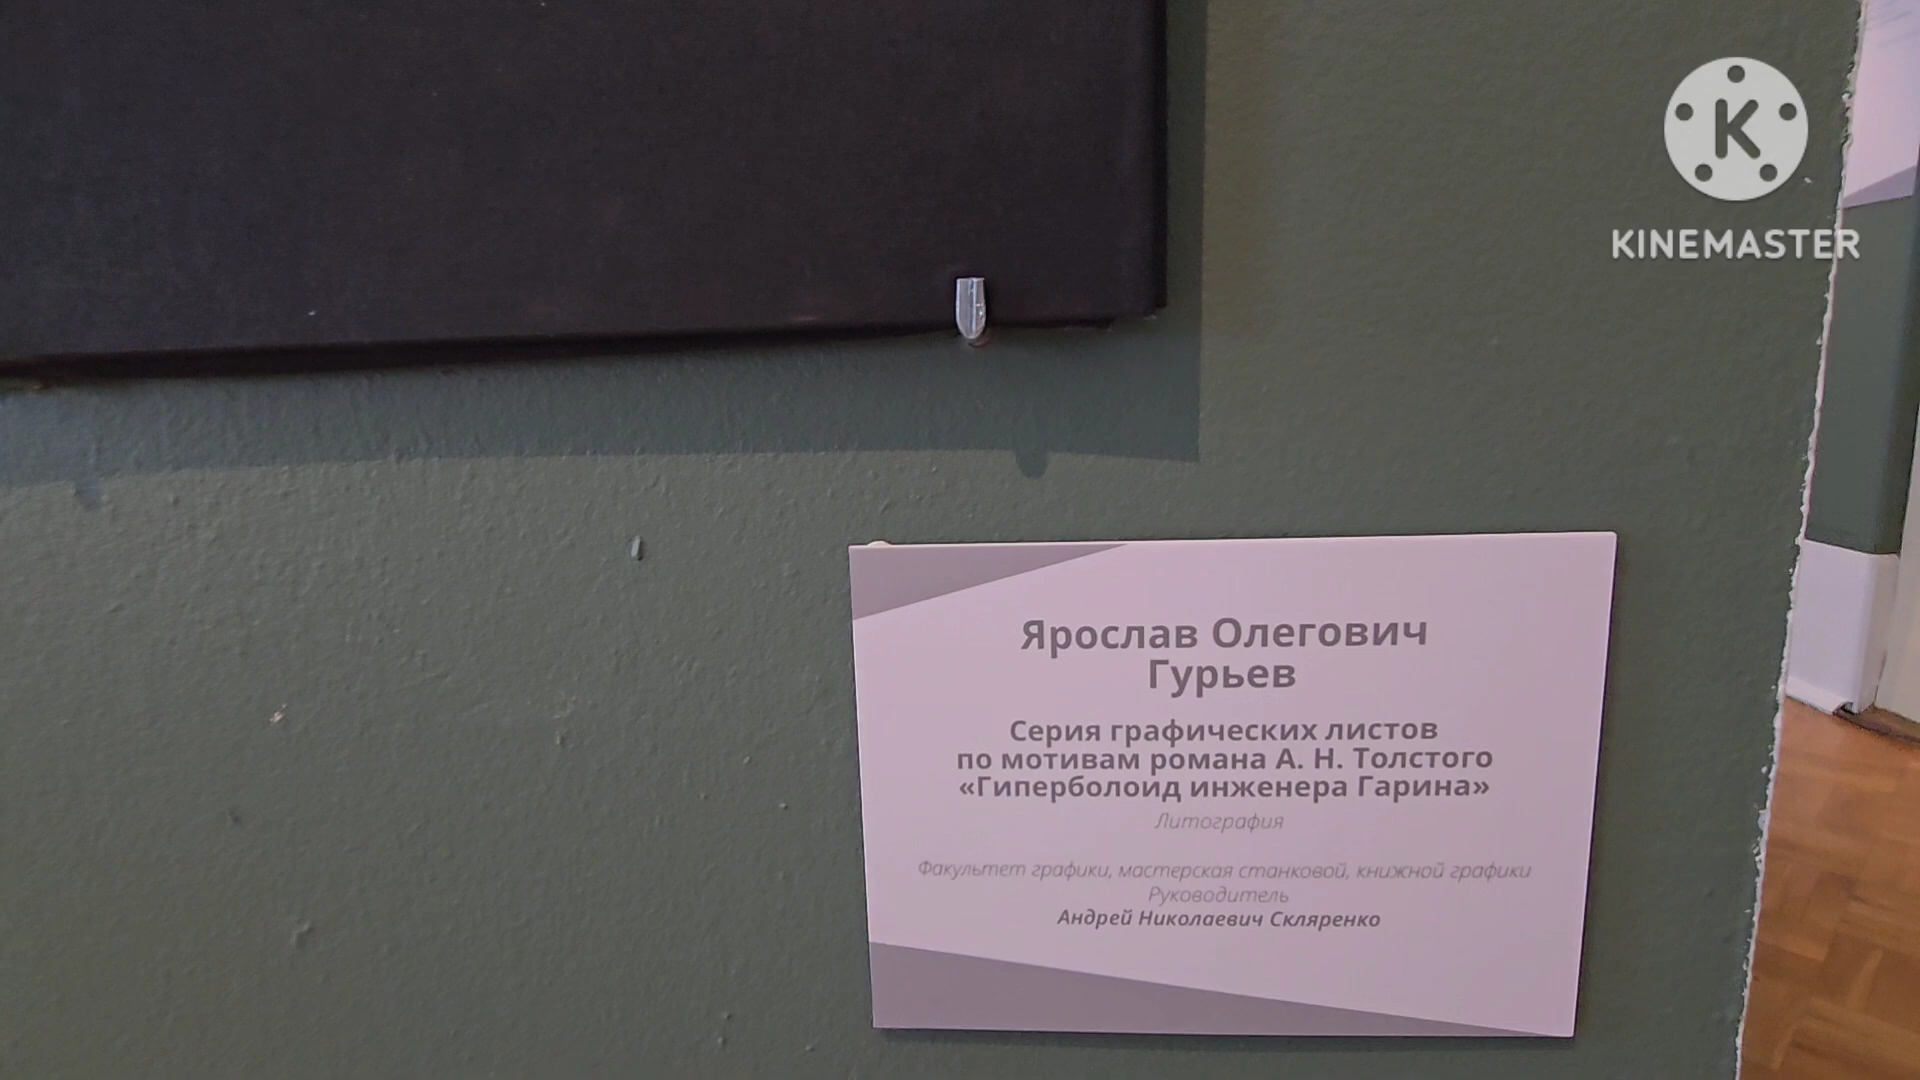 K
KINEMASTER
Ярослав Олегович
Гурьев
Серия графических листов
по мотивам романа А. Н. Толстого
«Гиперболоид инженера Гарина»
Литография
Факультет графики, мастерская станковой, книжной графики
Руководитель
Андрей Николаевич Скляренко